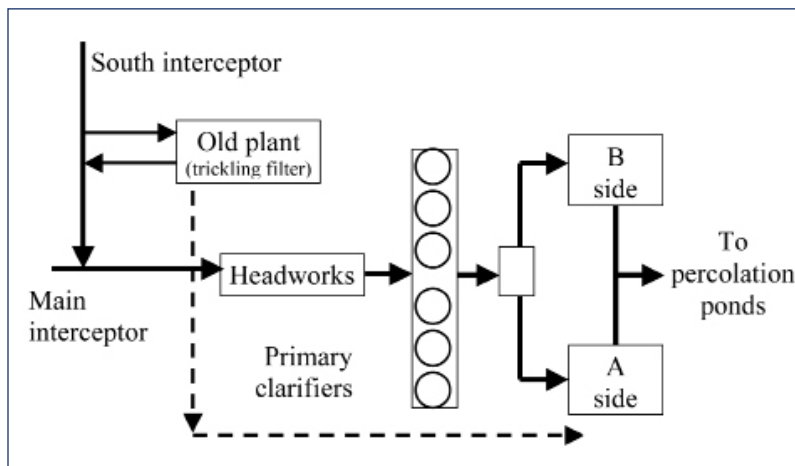 South interceptor
Old plant
(trickling filter)
B
side
Headworks
To
percolation
ponds
Main
interceptor
Primary
clarifiers
A
side